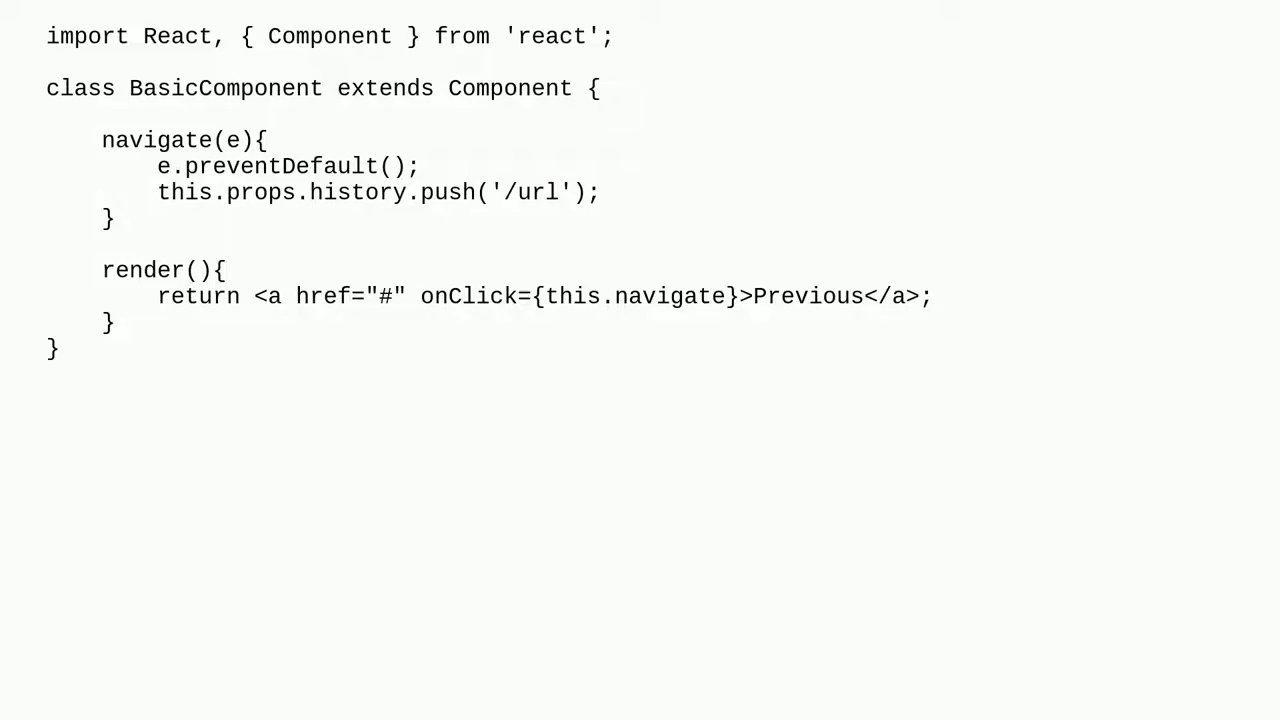 import React, { Component } from 'react';
class BasicComponent extends Component {
navigate(e){
e.preventDefault();
this.props.history.push('/url');
}
render(){
return <a href="#" onClick={this.navigate}>Previous</a>;
}
}